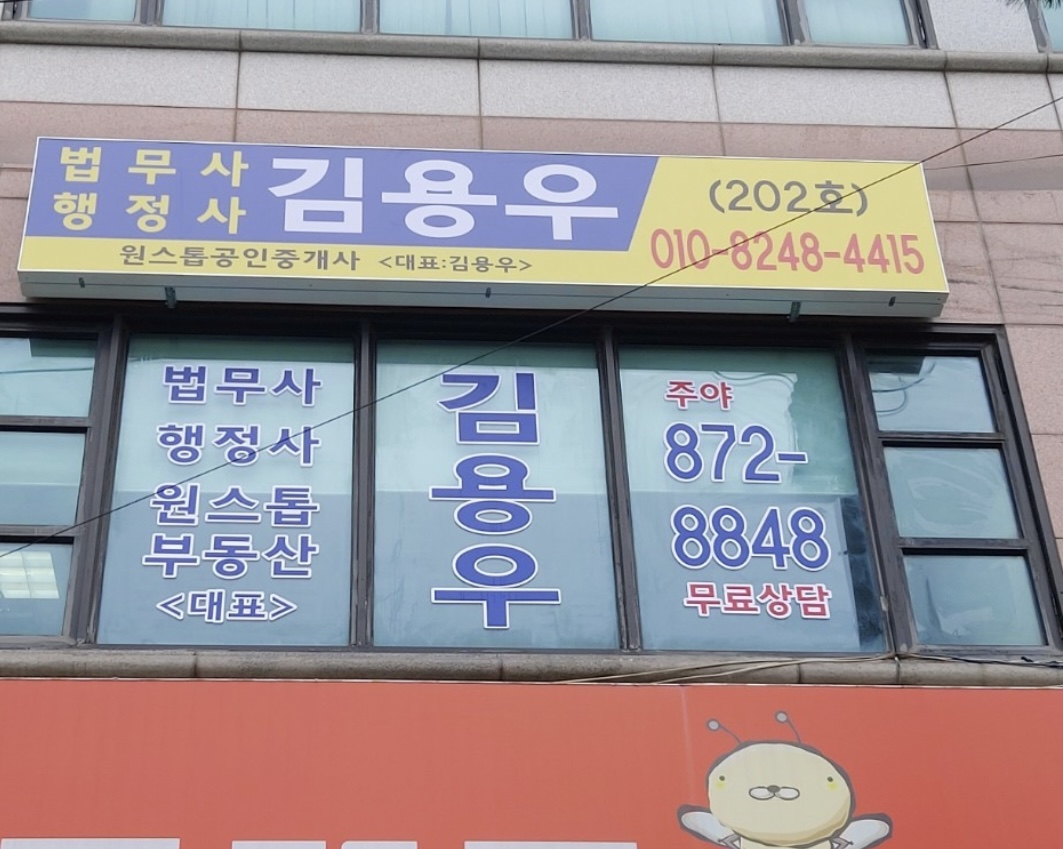 법무사
행정사
김용우
(202호)
010-8248-4415
원스톱공인중개사 <대표:김용우>
법무사
행정사
원스톱
부동산
<대표>
김
용
우
주야
872-
8848
무료상담